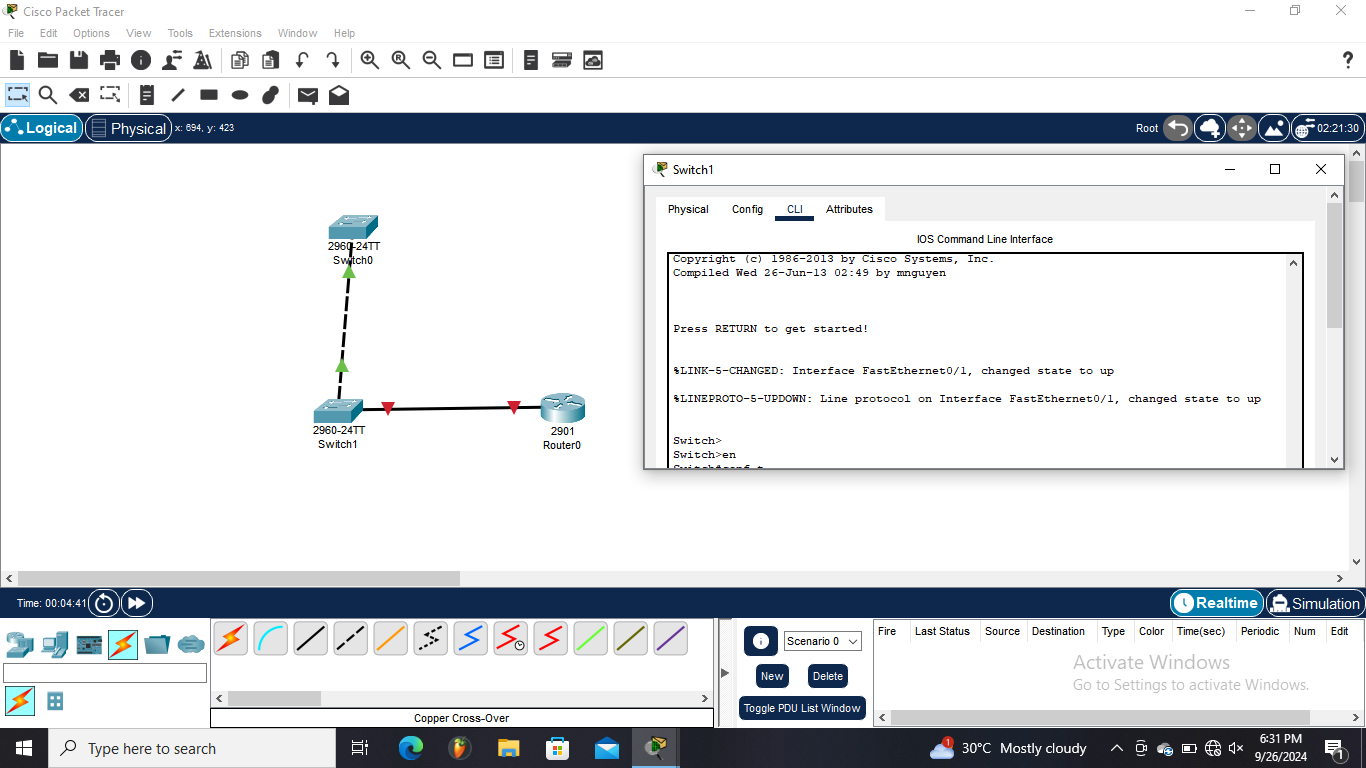 Cisco Packet Tracer
File Edit Options View Tools Extensions Window Help
Logical Physical x: 694, y: 423
Root 02:21:30
2960-24TT
Switch0
2960-24TT
Switch1
2901
Router0
Switch1
Physical Config CLI Attributes
IOS Command Line Interface
Copyright (c) 1986-2013 by Cisco Systems, Inc.
Compiled Wed 26-Jun-13 02:49 by mnguyen
Press RETURN to get started!
%LINK-5-CHANGED: Interface FastEthernet0/1, changed state to up
%LINEPROTO-5-UPDOWN: Line protocol on Interface FastEthernet0/1, changed state to up
Switch>
Switch>en
Switch#conf t
Time: 00:04:41
Realtime Simulation
Copper Cross-Over
Scenario 0
New Delete
Toggle PDU List Window
Fire Last Status Source Destination Type Color Time(sec) Periodic Num Edit
Activate Windows
Go to Settings to activate Windows.
Type here to search
1
30°C Mostly cloudy
6:31 PM
9/26/2024
1